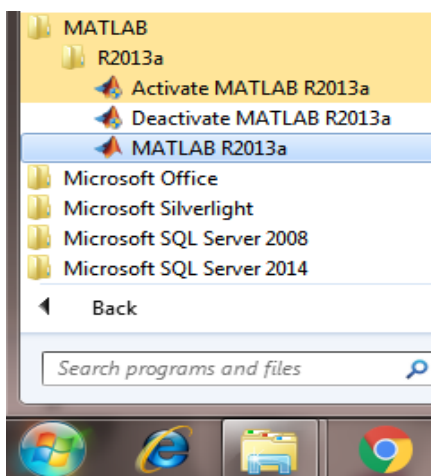 MATLAB
R2013a
Activate MATLAB R2013a
Deactivate MATLAB R2013a
MATLAB R2013a
Microsoft Office
Microsoft Silverlight
Microsoft SQL Server 2008
Microsoft SQL Server 2014
Back
Search programs and files